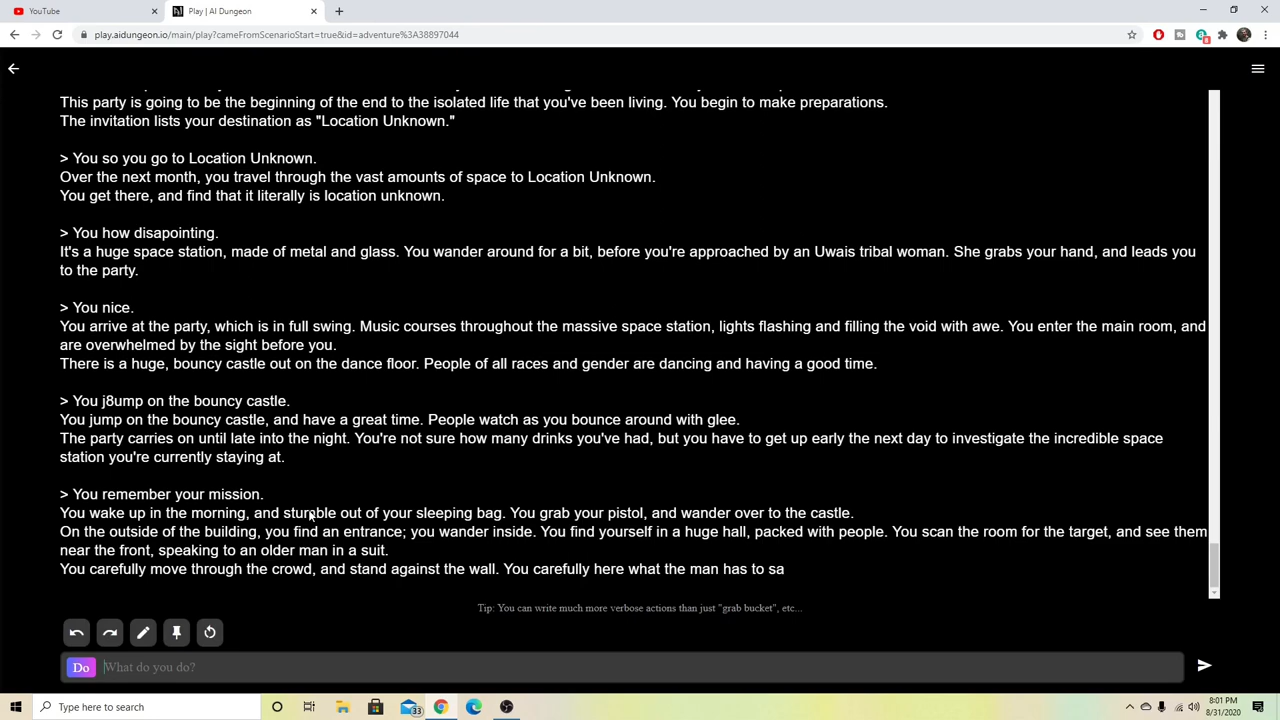 YouTube
Play | AI Dungeon
play.aidungeon.io/main/play?cameFromScenarioStart=true&id=adventure%3A38897044
This party is going to be the beginning of the end to the isolated life that you've been living. You begin to make preparations.
The invitation lists your destination as "Location Unknown."
> You so you go to Location Unknown.
Over the next month, you travel through the vast amounts of space to Location Unknown.
You get there, and find that it literally is location unknown.
> You how disapointing.
It's a huge space station, made of metal and glass. You wander around for a bit, before you're approached by an Uwais tribal woman. She grabs your hand, and leads you
to the party.
> You nice.
You arrive at the party, which is in full swing. Music courses throughout the massive space station, lights flashing and filling the void with awe. You enter the main room, and
are overwhelmed by the sight before you.
There is a huge, bouncy castle out on the dance floor. People of all races and gender are dancing and having a good time.
> You j8ump on the bouncy castle.
You jump on the bouncy castle, and have a great time. People watch as you bounce around with glee.
The party carries on until late into the night. You're not sure how many drinks you've had, but you have to get up early the next day to investigate the incredible space
station you're currently staying at.
> You remember your mission.
You wake up in the morning, and stumble out of your sleeping bag. You grab your pistol, and wander over to the castle.
On the outside of the building, you find an entrance; you wander inside. You find yourself in a huge hall, packed with people. You scan the room for the target, and see them
near the front, speaking to an older man in a suit.
You carefully move through the crowd, and stand against the wall. You carefully here what the man has to sa
Tip: You can write much more verbose actions than just "grab bucket", etc...
Do What do you do?
Type here to search
33
8:01 PM
8/31/2020